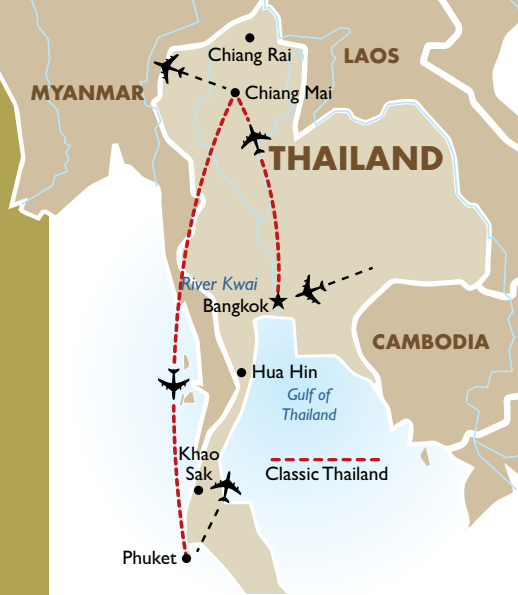 Chiang Rai
LAOS
MYANMAR
Chiang Mai
THAILAND
River Kwai
Bangkok
CAMBODIA
Hua Hin
Gulf of
Thailand
Khao
Sak
Classic Thailand
Phuket